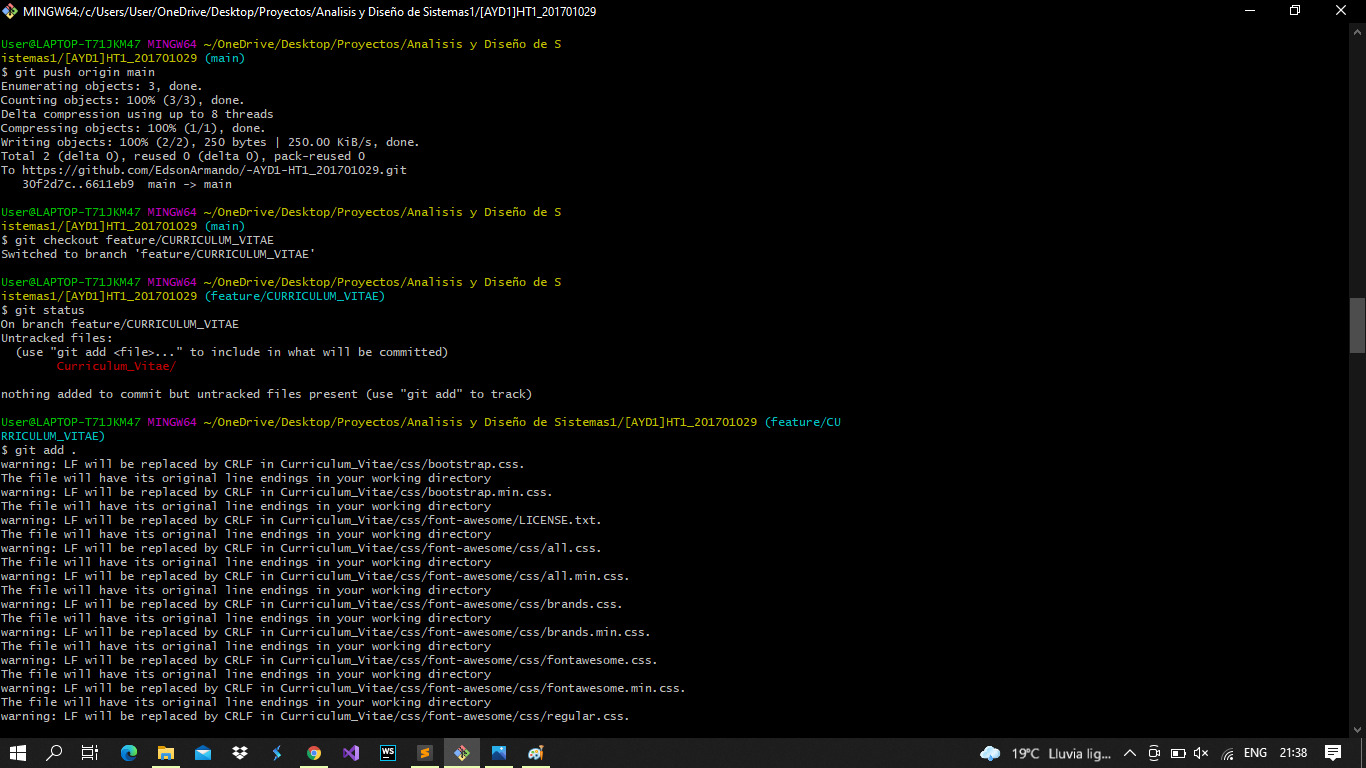 MINGW64:/c/Users/User/OneDrive/Desktop/Proyectos/Analisis y Diseño de Sistemas1/[AYD1]HT1_201701029
User@LAPTOP-T71JKM47 MINGW64 ~/OneDrive/Desktop/Proyectos/Analisis y Diseño de S
istemas1/[AYD1]HT1_201701029 (main)
$ git push origin main
Enumerating objects: 3, done.
Counting objects: 100% (3/3), done.
Delta compression using up to 8 threads
Compressing objects: 100% (1/1), done.
Writing objects: 100% (2/2), 250 bytes | 250.00 KiB/s, done.
Total 2 (delta 0), reused 0 (delta 0), pack-reused 0
To https://github.com/EdsonArmando/-AYD1-HT1_201701029.git
   30f2d7c..6611eb9  main -> main
User@LAPTOP-T71JKM47 MINGW64 ~/OneDrive/Desktop/Proyectos/Analisis y Diseño de S
istemas1/[AYD1]HT1_201701029 (main)
$ git checkout feature/CURRICULUM_VITAE
Switched to branch 'feature/CURRICULUM_VITAE'
User@LAPTOP-T71JKM47 MINGW64 ~/OneDrive/Desktop/Proyectos/Analisis y Diseño de S
istemas1/[AYD1]HT1_201701029 (feature/CURRICULUM_VITAE)
$ git status
On branch feature/CURRICULUM_VITAE
Untracked files:
  (use "git add <file>..." to include in what will be committed)
        Curriculum_Vitae/
nothing added to commit but untracked files present (use "git add" to track)
User@LAPTOP-T71JKM47 MINGW64 ~/OneDrive/Desktop/Proyectos/Analisis y Diseño de Sistemas1/[AYD1]HT1_201701029 (feature/CU
RRICULUM_VITAE)
$ git add .
warning: LF will be replaced by CRLF in Curriculum_Vitae/css/bootstrap.css.
The file will have its original line endings in your working directory
warning: LF will be replaced by CRLF in Curriculum_Vitae/css/bootstrap.min.css.
The file will have its original line endings in your working directory
warning: LF will be replaced by CRLF in Curriculum_Vitae/css/font-awesome/LICENSE.txt.
The file will have its original line endings in your working directory
warning: LF will be replaced by CRLF in Curriculum_Vitae/css/font-awesome/css/all.css.
The file will have its original line endings in your working directory
warning: LF will be replaced by CRLF in Curriculum_Vitae/css/font-awesome/css/all.min.css.
The file will have its original line endings in your working directory
warning: LF will be replaced by CRLF in Curriculum_Vitae/css/font-awesome/css/brands.css.
The file will have its original line endings in your working directory
warning: LF will be replaced by CRLF in Curriculum_Vitae/css/font-awesome/css/brands.min.css.
The file will have its original line endings in your working directory
warning: LF will be replaced by CRLF in Curriculum_Vitae/css/font-awesome/css/fontawesome.css.
The file will have its original line endings in your working directory
warning: LF will be replaced by CRLF in Curriculum_Vitae/css/font-awesome/css/fontawesome.min.css.
The file will have its original line endings in your working directory
warning: LF will be replaced by CRLF in Curriculum_Vitae/css/font-awesome/css/regular.css.
WS
19°C Lluvia lig... ENG 21:38